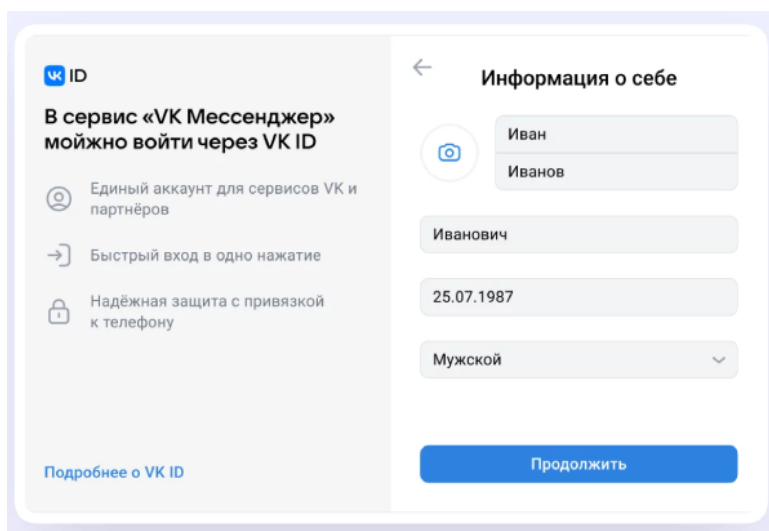 VK ID
В сервис «VK Мессенджер»
мойжно войти через VK ID
Единый аккаунт для сервисов VK и
партнёров
Быстрый вход в одно нажатие
Надёжная защита с привязкой
к телефону
Подробнее о VK ID
Информация о себе
Иван
Иванов
Иванович
25.07.1987
Мужской
Продолжить